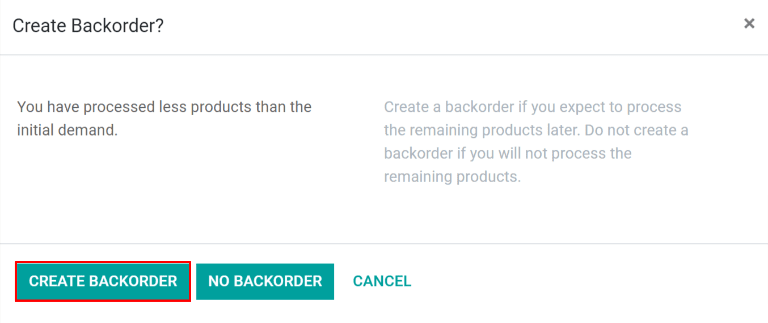 Create Backorder?
×
You have processed less products than the
initial demand.
Create a backorder if you expect to process
the remaining products later. Do not create a
backorder if you will not process the
remaining products.
CREATE BACKORDER
NO BACKORDER
CANCEL